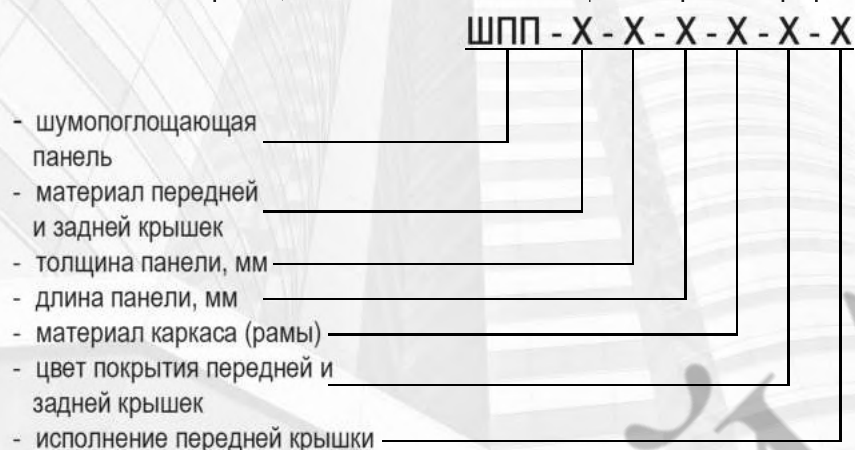 ШПП - Х - Х - Х - Х - Х - Х
- шумопоглощающая
панель
- материал передней
и задней крышек
- толщина панели, мм
- длина панели, мм
- материал каркаса (рамы)
- цвет покрытия передней и
задней крышек
- исполнение передней крышки